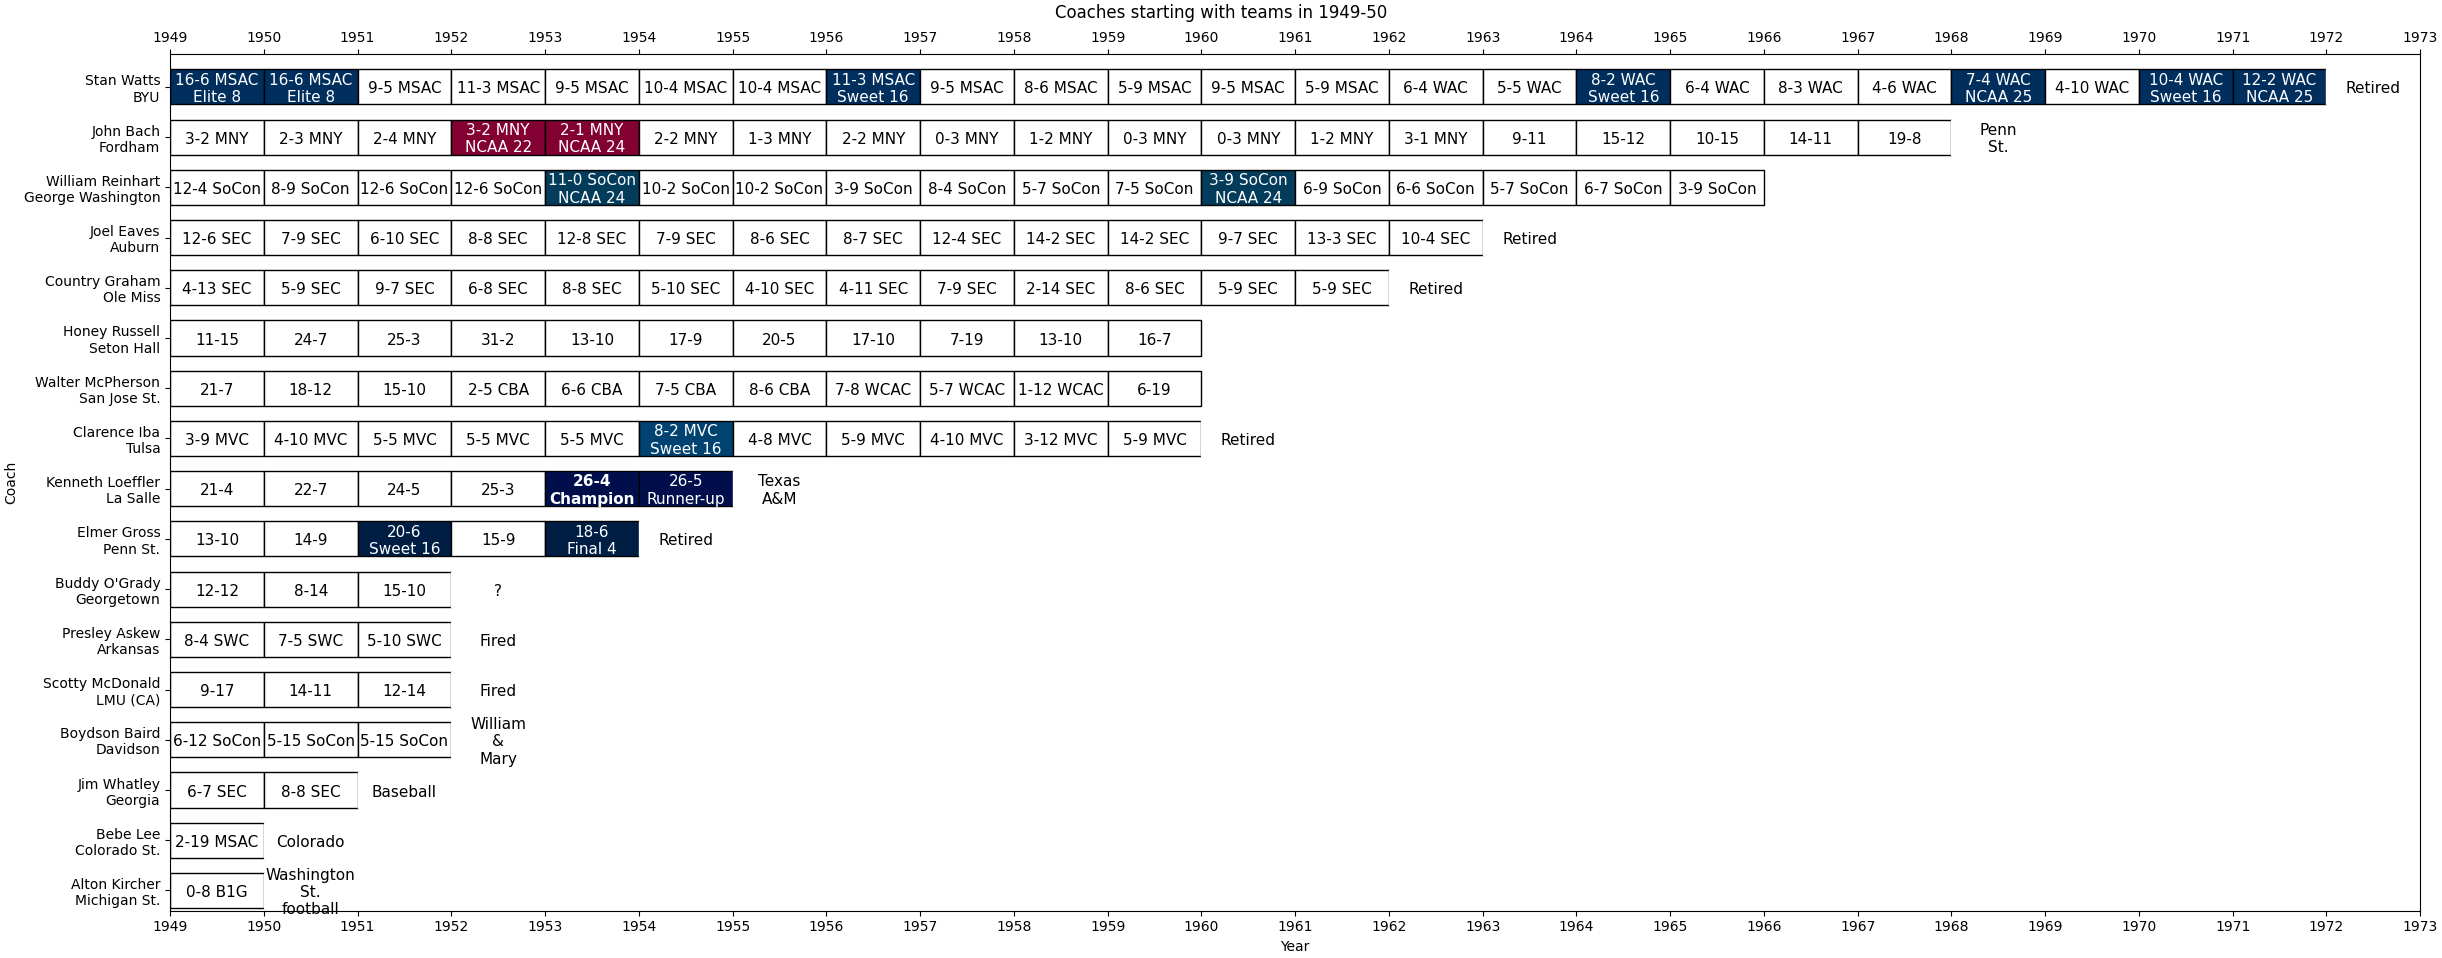 Coaches starting with teams in 1949-50
1949 1950 1951 1952 1953 1954 1955 1956 1957 1958 1959 1960 1961 1962 1963 1964 1965 1966 1967 1968 1969 1970 1971 1972 1973
Stan Watts
BYU
16-6 MSAC
Elite 8
16-6 MSAC
Elite 8
9-5 MSAC
11-3 MSAC
9-5 MSAC
10-4 MSAC
10-4 MSAC
11-3 MSAC
Sweet 16
9-5 MSAC
8-6 MSAC
5-9 MSAC
9-5 MSAC
5-9 MSAC
6-4 WAC
5-5 WAC
8-2 WAC
Sweet 16
6-4 WAC
8-3 WAC
4-6 WAC
7-4 WAC
NCAA 25
4-10 WAC
10-4 WAC
Sweet 16
12-2 WAC
NCAA 25
Retired
John Bach
Fordham
3-2 MNY
2-3 MNY
2-4 MNY
3-2 MNY
NCAA 22
2-1 MNY
NCAA 24
2-2 MNY
1-3 MNY
2-2 MNY
0-3 MNY
1-2 MNY
0-3 MNY
0-3 MNY
1-2 MNY
3-1 MNY
9-11
15-12
10-15
14-11
19-8
Penn
St.
William Reinhart
George Washington
12-4 SoCon
8-9 SoCon
12-6 SoCon
12-6 SoCon
11-0 SoCon
NCAA 24
10-2 SoCon
10-2 SoCon
3-9 SoCon
8-4 SoCon
5-7 SoCon
7-5 SoCon
3-9 SoCon
NCAA 24
6-9 SoCon
6-6 SoCon
5-7 SoCon
6-7 SoCon
3-9 SoCon
Joel Eaves
Auburn
12-6 SEC
7-9 SEC
6-10 SEC
8-8 SEC
12-8 SEC
7-9 SEC
8-6 SEC
8-7 SEC
12-4 SEC
14-2 SEC
14-2 SEC
9-7 SEC
13-3 SEC
10-4 SEC
Retired
Country Graham
Ole Miss
4-13 SEC
5-9 SEC
9-7 SEC
6-8 SEC
8-8 SEC
5-10 SEC
4-10 SEC
4-11 SEC
7-9 SEC
2-14 SEC
8-6 SEC
5-9 SEC
5-9 SEC
Retired
Honey Russell
Seton Hall
11-15
24-7
25-3
31-2
13-10
17-9
20-5
17-10
7-19
13-10
16-7
Walter McPherson
San Jose St.
21-7
18-12
15-10
2-5 CBA
6-6 CBA
7-5 CBA
8-6 CBA
7-8 WCAC
5-7 WCAC
1-12 WCAC
6-19
Clarence Iba
Tulsa
3-9 MVC
4-10 MVC
5-5 MVC
5-5 MVC
5-5 MVC
8-2 MVC
Sweet 16
4-8 MVC
5-9 MVC
4-10 MVC
3-12 MVC
5-9 MVC
Retired
Kenneth Loeffler
La Salle
21-4
22-7
24-5
25-3
26-4
Champion
26-5
Runner-up
Texas
A&M
Elmer Gross
Penn St.
13-10
14-9
20-6
Sweet 16
15-9
18-6
Final 4
Retired
Buddy O'Grady
Georgetown
12-12
8-14
15-10
?
Presley Askew
Arkansas
8-4 SWC
7-5 SWC
5-10 SWC
Fired
Scotty McDonald
LMU (CA)
9-17
14-11
12-14
Fired
Boydson Baird
Davidson
6-12 SoCon
5-15 SoCon
5-15 SoCon
William
&
Mary
Jim Whatley
Georgia
6-7 SEC
8-8 SEC
Baseball
Bebe Lee
Colorado St.
2-19 MSAC
Colorado
Alton Kircher
Michigan St.
0-8 B1G
Washington
St.
football
Coach
1949 1950 1951 1952 1953 1954 1955 1956 1957 1958 1959 1960 1961 1962 1963 1964 1965 1966 1967 1968 1969 1970 1971 1972 1973
Year